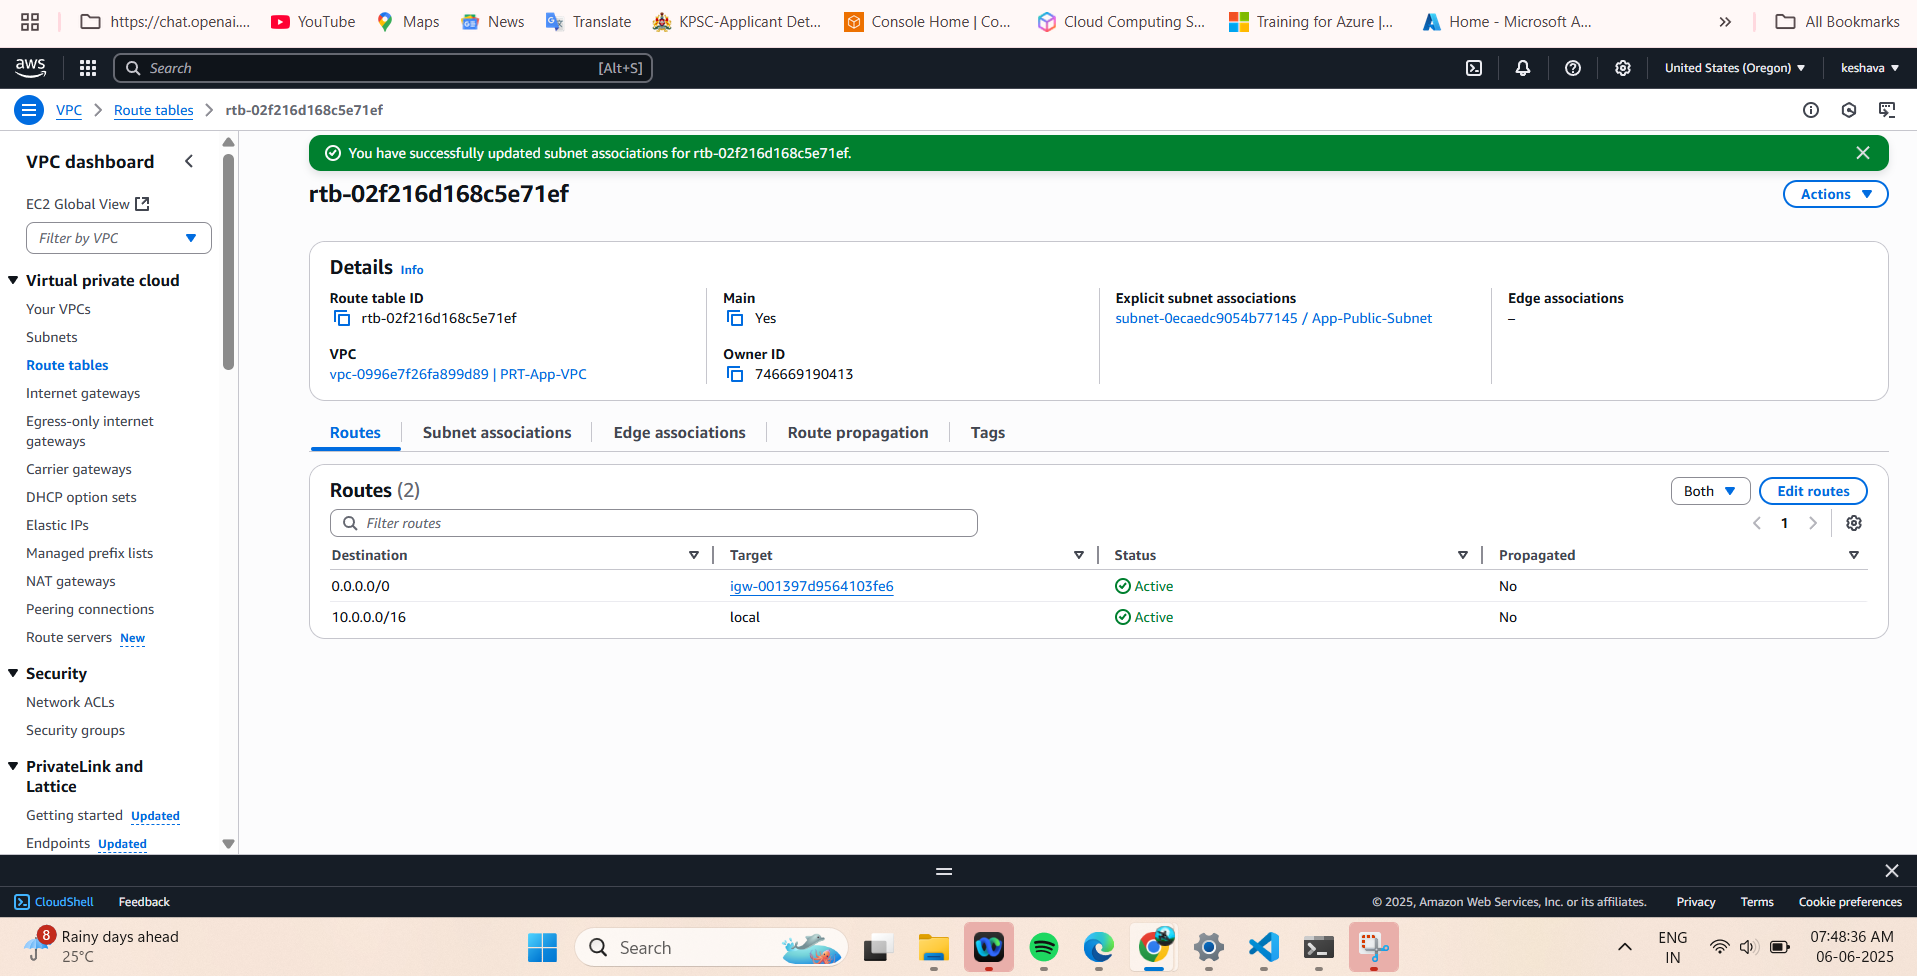 https://chat.openai.... YouTube Maps News Translate KPSC-Applicant Det... Console Home | Co... Cloud Computing S... Training for Azure |... Home - Microsoft A... » All Bookmarks
aws Search [Alt+S] United States (Oregon) keshava
VPC Route tables rtb-02f216d168c5e71ef
You have successfully updated subnet associations for rtb-02f216d168c5e71ef.
VPC dashboard
EC2 Global View
Filter by VPC
Virtual private cloud
Your VPCs
Subnets
Route tables
Internet gateways
Egress-only internet
gateways
Carrier gateways
DHCP option sets
Elastic IPs
Managed prefix lists
NAT gateways
Peering connections
Route servers New
Security
Network ACLs
Security groups
PrivateLink and
Lattice
Getting started Updated
Endpoints Updated
rtb-02f216d168c5e71ef
Actions
Details Info
Route table ID
rtb-02f216d168c5e71ef
Main
Yes
Explicit subnet associations
subnet-0ecaedc9054b77145 / App-Public-Subnet
Edge associations
–
VPC
vpc-0996e7f26fa899d89 | PRT-App-VPC
Owner ID
746669190413
Routes Subnet associations Edge associations Route propagation Tags
Routes (2)
Both Edit routes
Filter routes
1
Destination Target Status Propagated
0.0.0.0/0 igw-001397d9564103fe6 Active No
10.0.0.0/16 local Active No
CloudShell Feedback © 2025, Amazon Web Services, Inc. or its affiliates. Privacy Terms Cookie preferences
8
Rainy days ahead
25°C
Search
ENG
IN
07:48:36 AM
06-06-2025